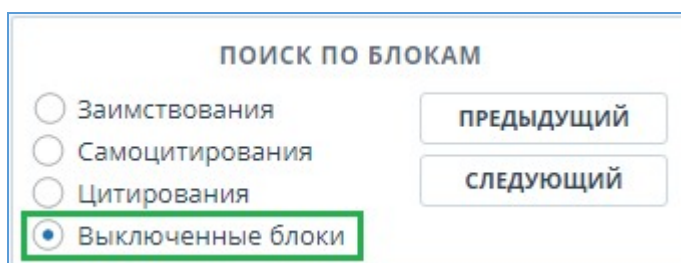 ПОИСК ПО БЛОКАМ
Заимствования
Самоцитирования
Цитирования
Выключенные блоки
ПРЕДЫДУЩИЙ
СЛЕДУЮЩИЙ